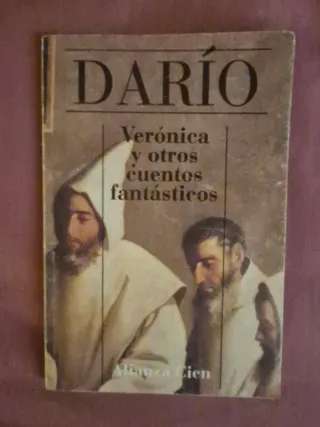 DARÍO
Verónica
y otros
cuentos
fantásticos
Alianza Cien